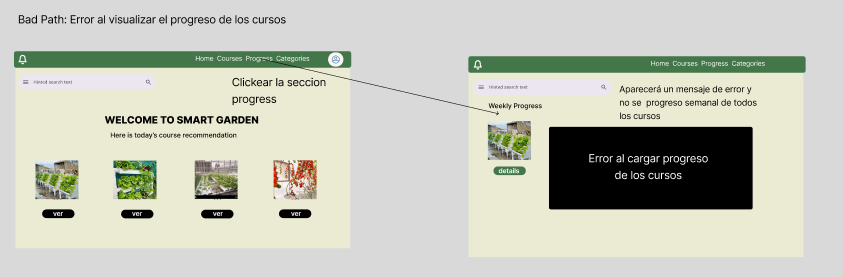 Bad Path: Error al visualizar el progreso de los cursos
Home Courses Progress Categories
Hinted search text
Clickear la seccion
progress
WELCOME TO SMART GARDEN
Here is today's course recommendation
ver
ver
ver
ver
Home Courses Progress Categories
Hinted search text
Aparecerá un mensaje de error y
no se progreso semanal de todos
los cursos
Weekly Progress
details
Error al cargar progreso
de los cursos